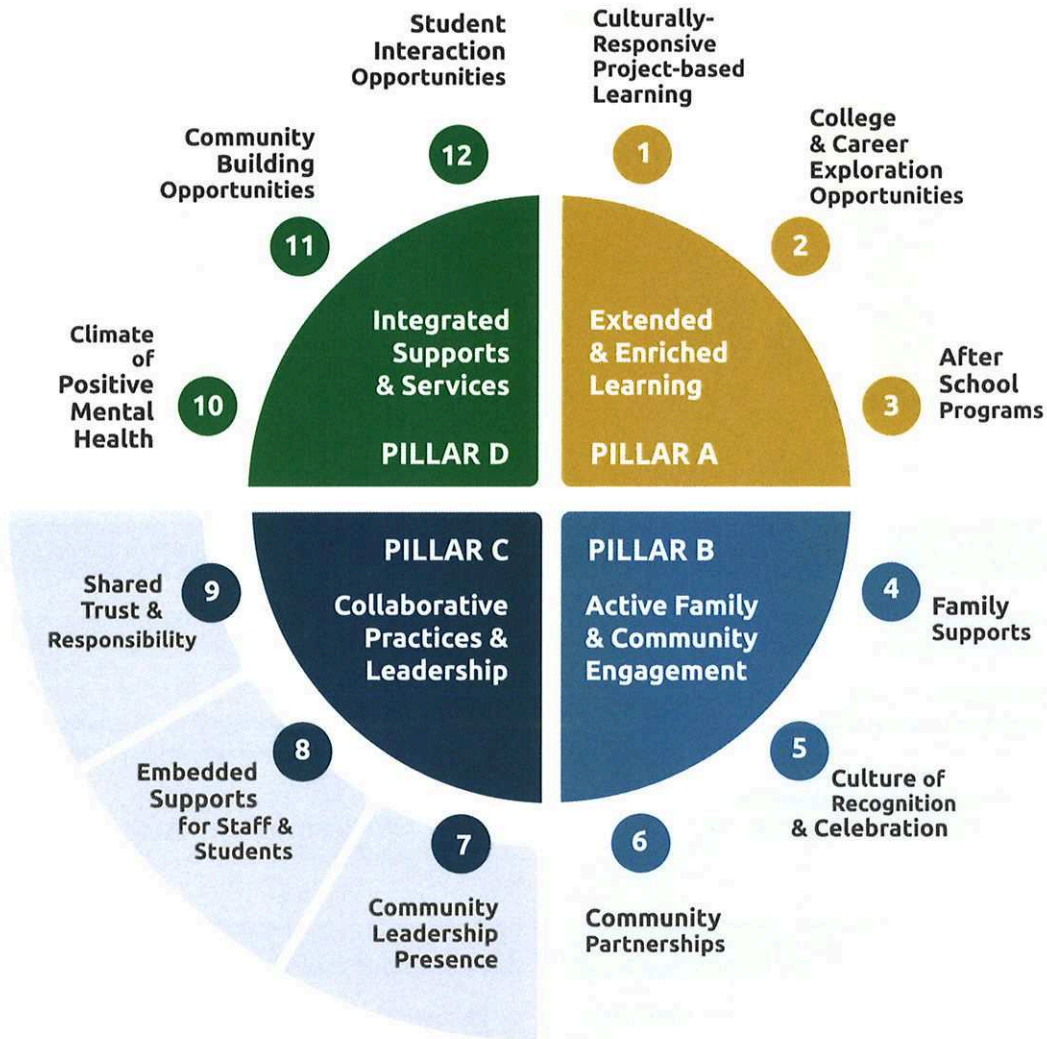 Student
Interaction
Opportunities
12
Culturally-
Responsive
Project-based
Learning
1
College
& Career
Exploration
Opportunities
2
After
School
Programs
3
Family
Supports
4
Culture of
Recognition
& Celebration
5
Community
Partnerships
6
Community
Leadership
Presence
7
Embedded
Supports
for Staff &
Students
8
Shared
Trust &
Responsibility
9
Climate
of
Positive
Mental
Health
10
Community
Building
Opportunities
11
Integrated
Supports
& Services
PILLAR D
Extended
& Enriched
Learning
PILLAR A
PILLAR C
Collaborative
Practices &
Leadership
PILLAR B
Active Family
& Community
Engagement